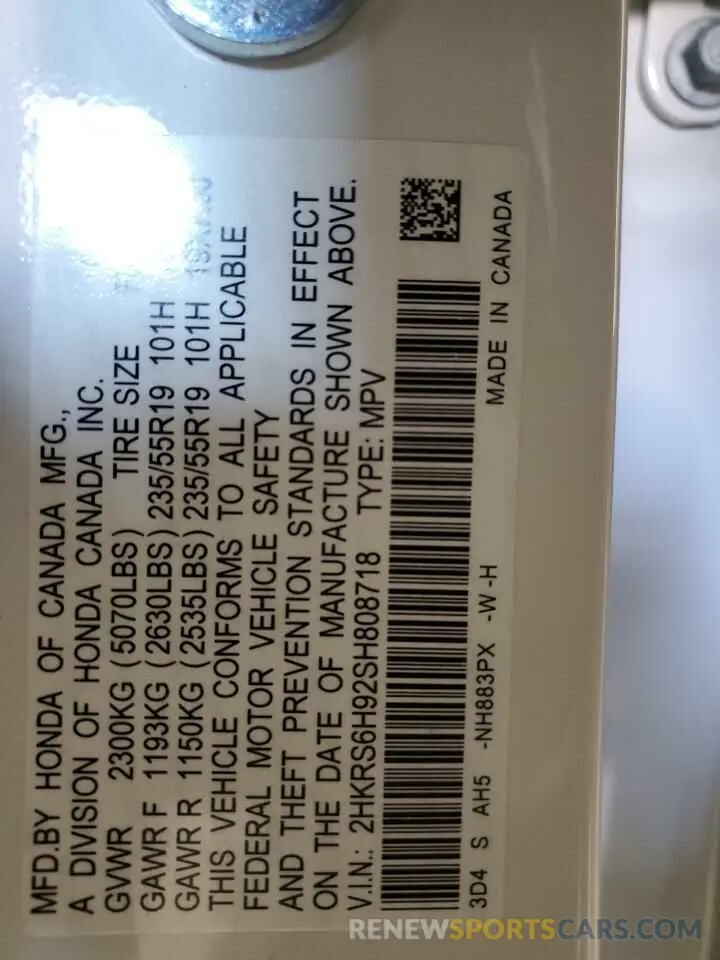 MFD.BY HONDA OF CANADA MFG.,
A DIVISION OF HONDA CANADA INC.
GVWR 2300KG (5070LBS) TIRE SIZE
GAWR F 1193KG (2630LBS) 235/55R19 101H
GAWR R 1150KG (2535LBS) 235/55R19 101H
THIS VEHICLE CONFORMS TO ALL APPLICABLE
FEDERAL MOTOR VEHICLE SAFETY
AND THEFT PREVENTION STANDARDS IN EFFECT
ON THE DATE OF MANUFACTURE SHOWN ABOVE.
V.I.N.: 2HKRS6H92SH808718 TYPE: MPV
3D4 S AH5 -NH883PX -W-H MADE IN CANADA
RENEWSPORTSCARS.COM